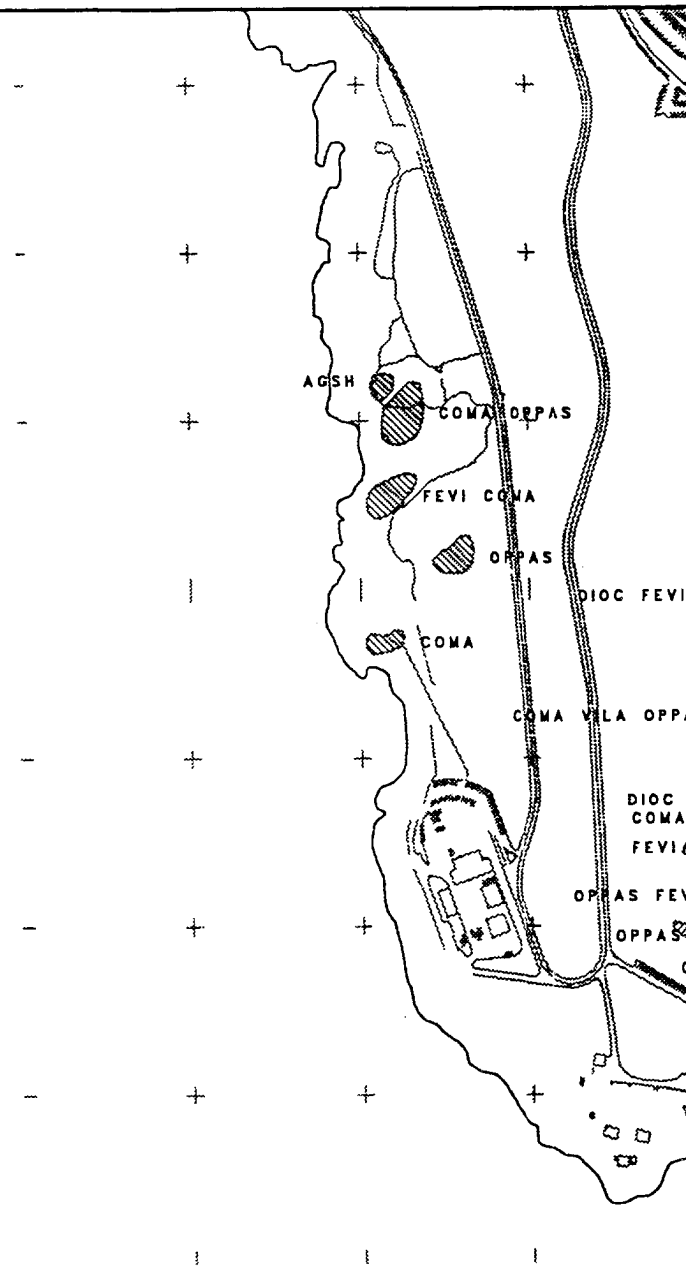 AGSH
COMA OPPAS
FEVI COMA
OPPAS
DIOC FEVI
COMA
COMA VILA OPPA
DIOC
COMA
FEVI
OPPAS FEV
OPPAS